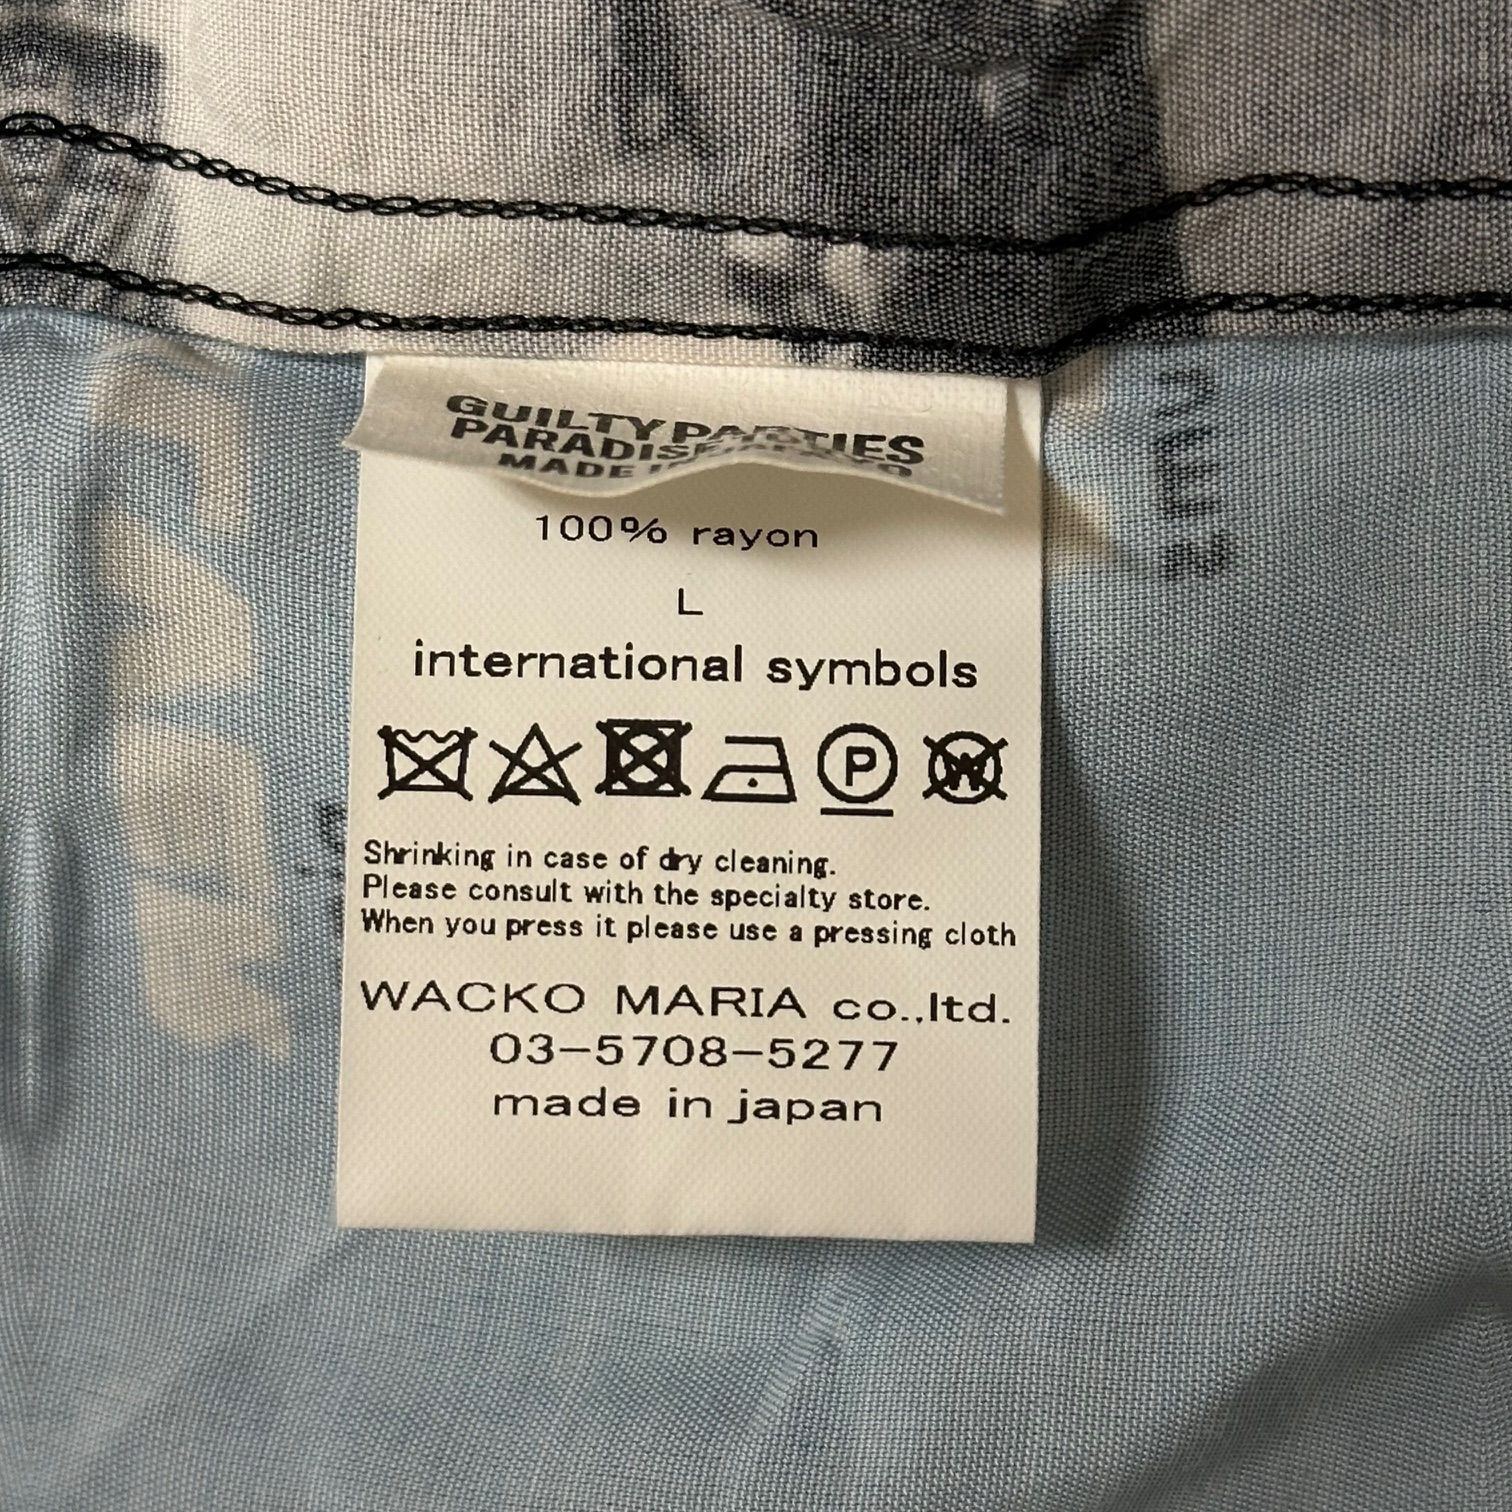 GUILTY PARTIES
PARADISE
MADE
100% rayon
L
international symbols
P
W
Shrinking in case of dry cleaning.
Please consult with the specialty store.
When you press it please use a pressing cloth
WACKO MARIA co.,ltd.
03-5708-5277
made in japan